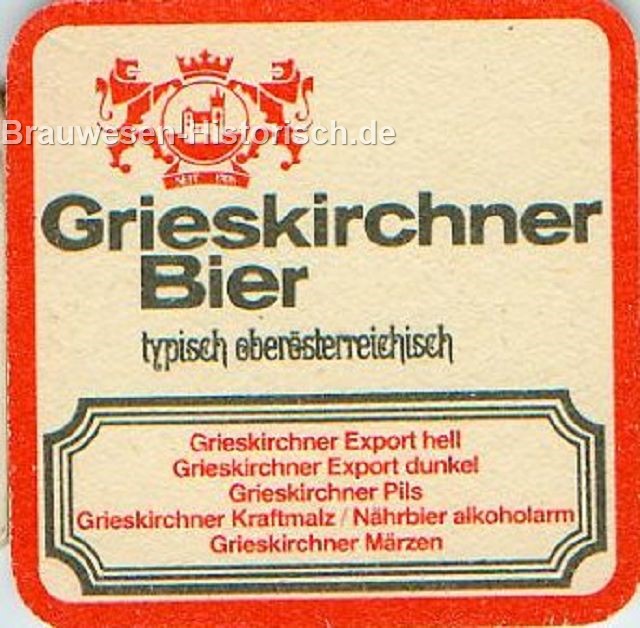 Brauwesen-Historisch.de
SEIT
Grieskirchner
Bier
typisch oberösterreichisch
Grieskirchner Export hell
Grieskirchner Export dunkel
Grieskirchner Pils
Grieskirchner Kraftmalz / Nährbier alkoholarm
Grieskirchner Märzen